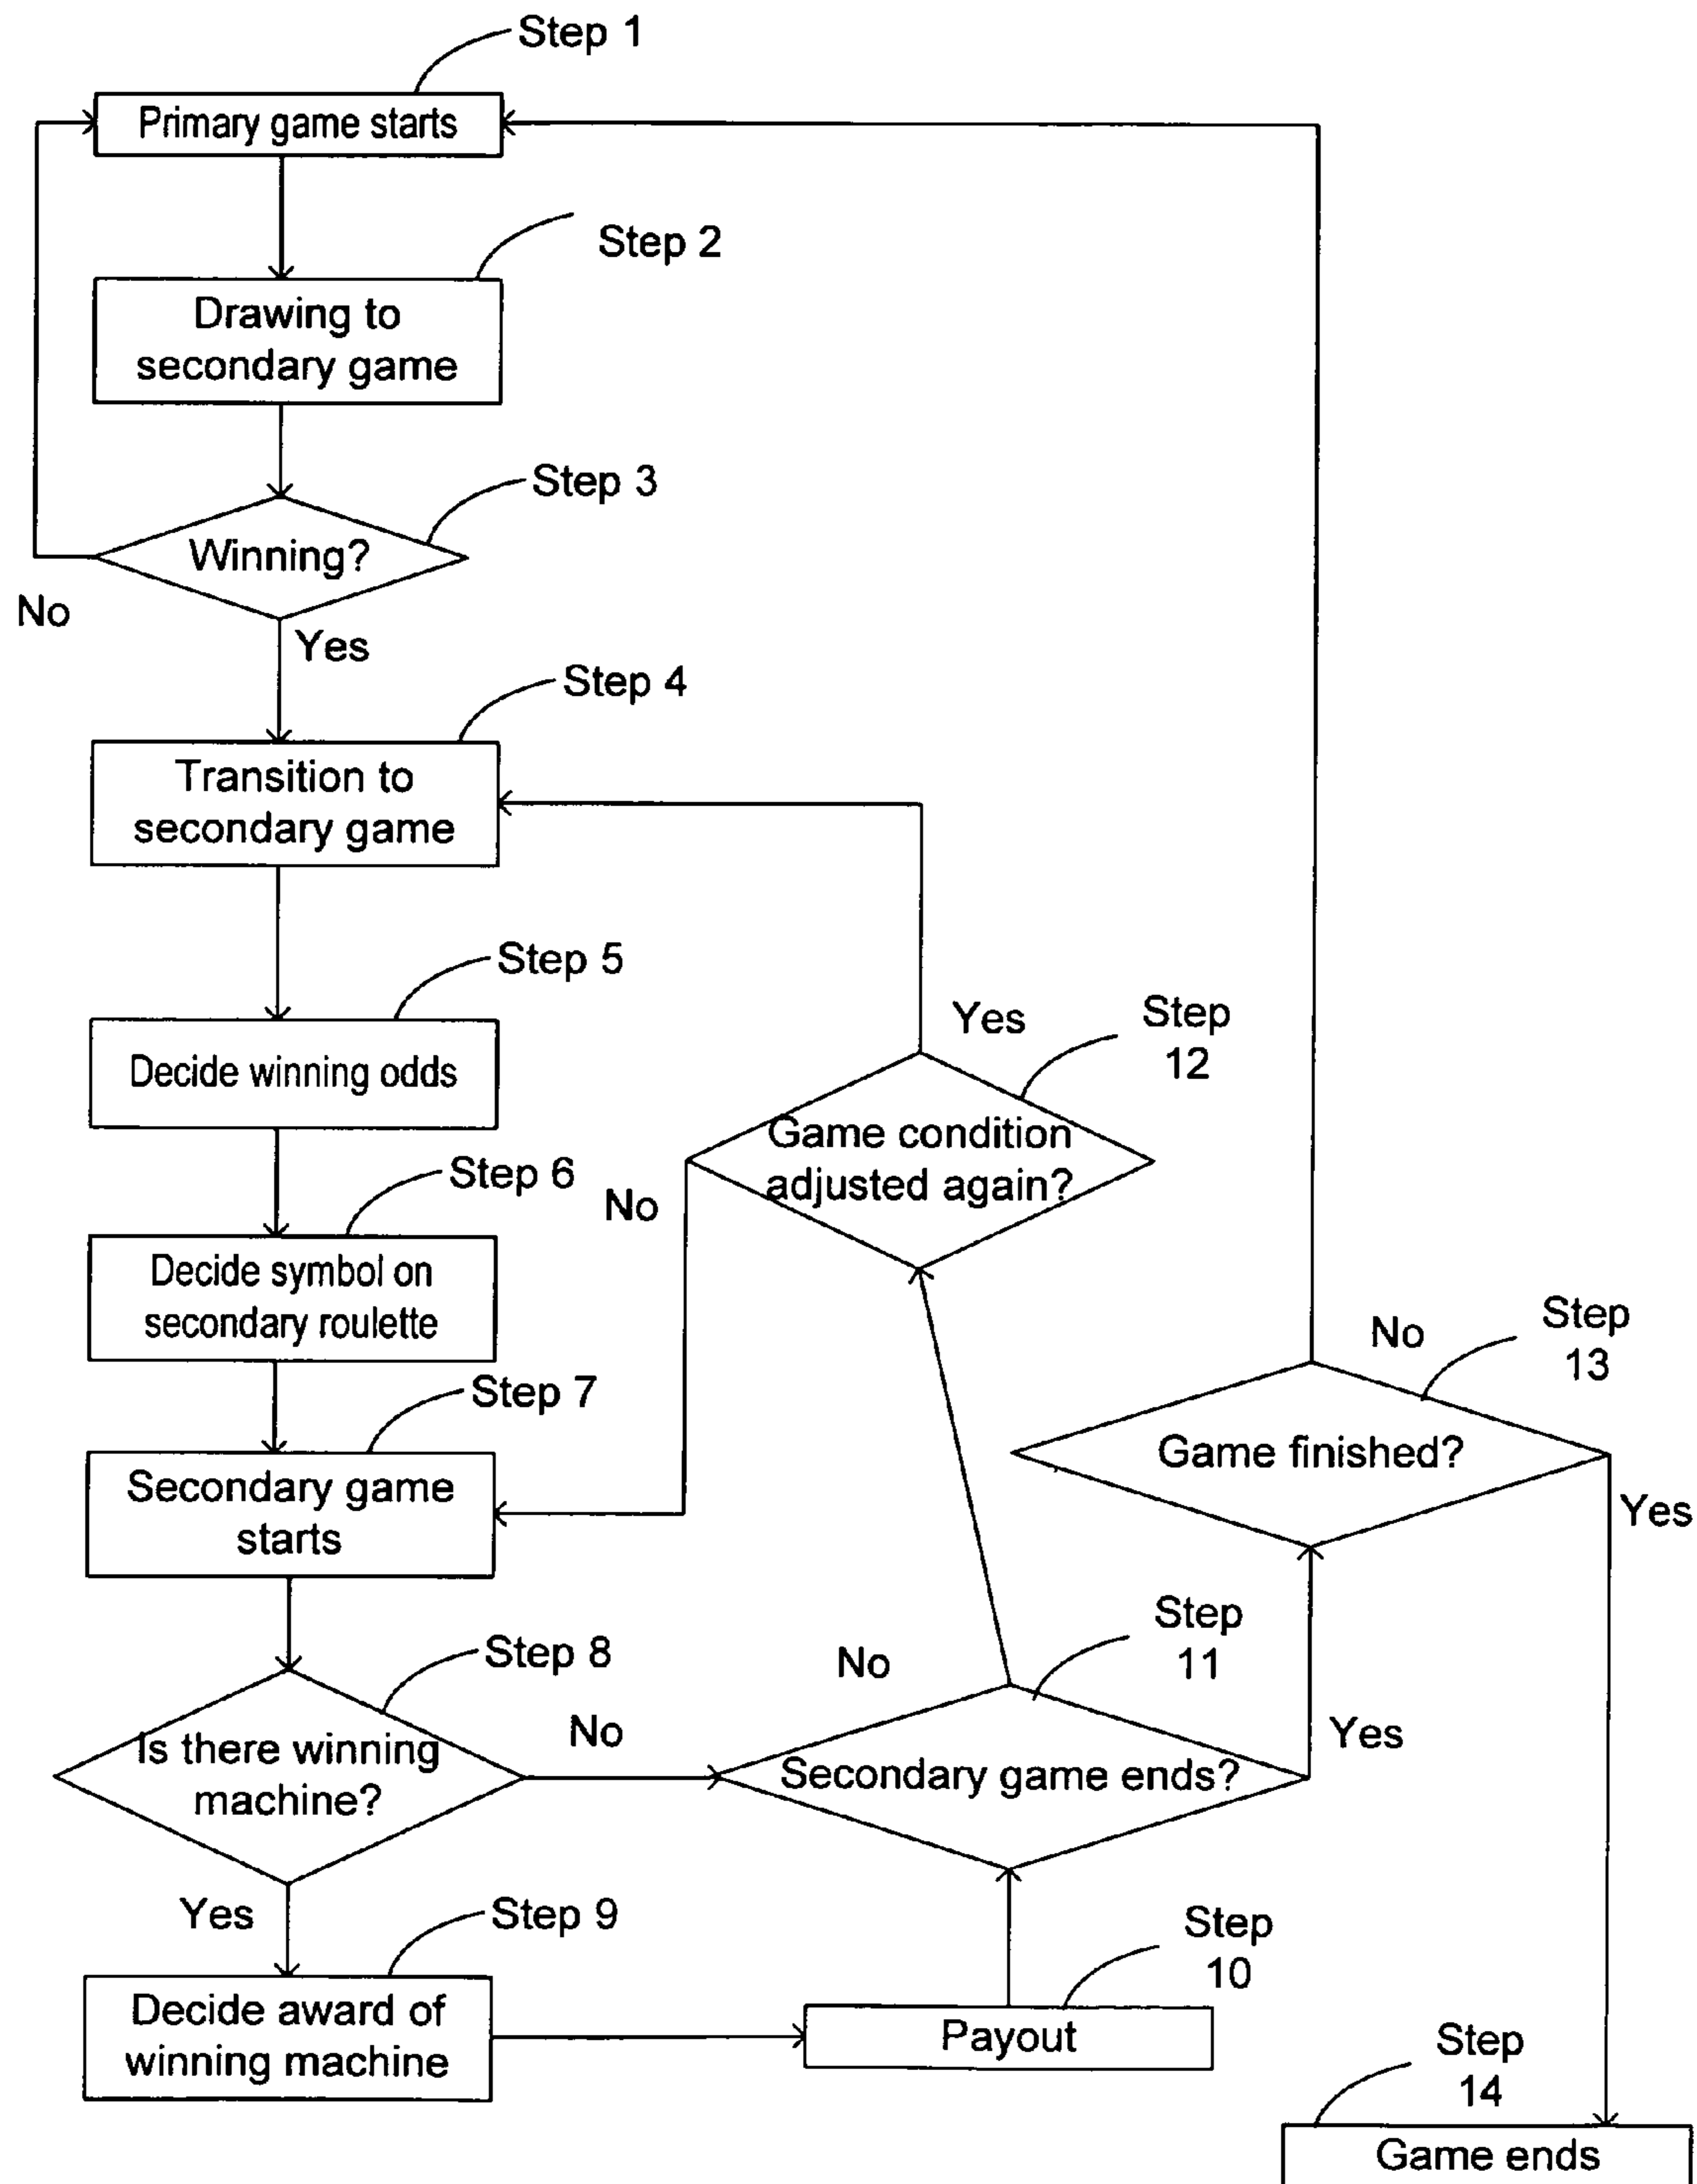 Step 1
Primary game starts
Step 2
Drawing to
secondary game
Step 3
Winning?
No
Yes
Step 4
Transition to
secondary game
Step 5
Decide winning odds
Yes
Step
12
Game condition
adjusted again?
No
Step 6
Decide symbol on
secondary roulette
Step 7
Secondary game
starts
No
Step
13
Game finished?
Yes
Step 8
Is there winning
machine?
No
No
Step
11
Secondary game ends?
Yes
Yes
Step 9
Decide award of
winning machine
Step
10
Payout
Step
14
Game ends